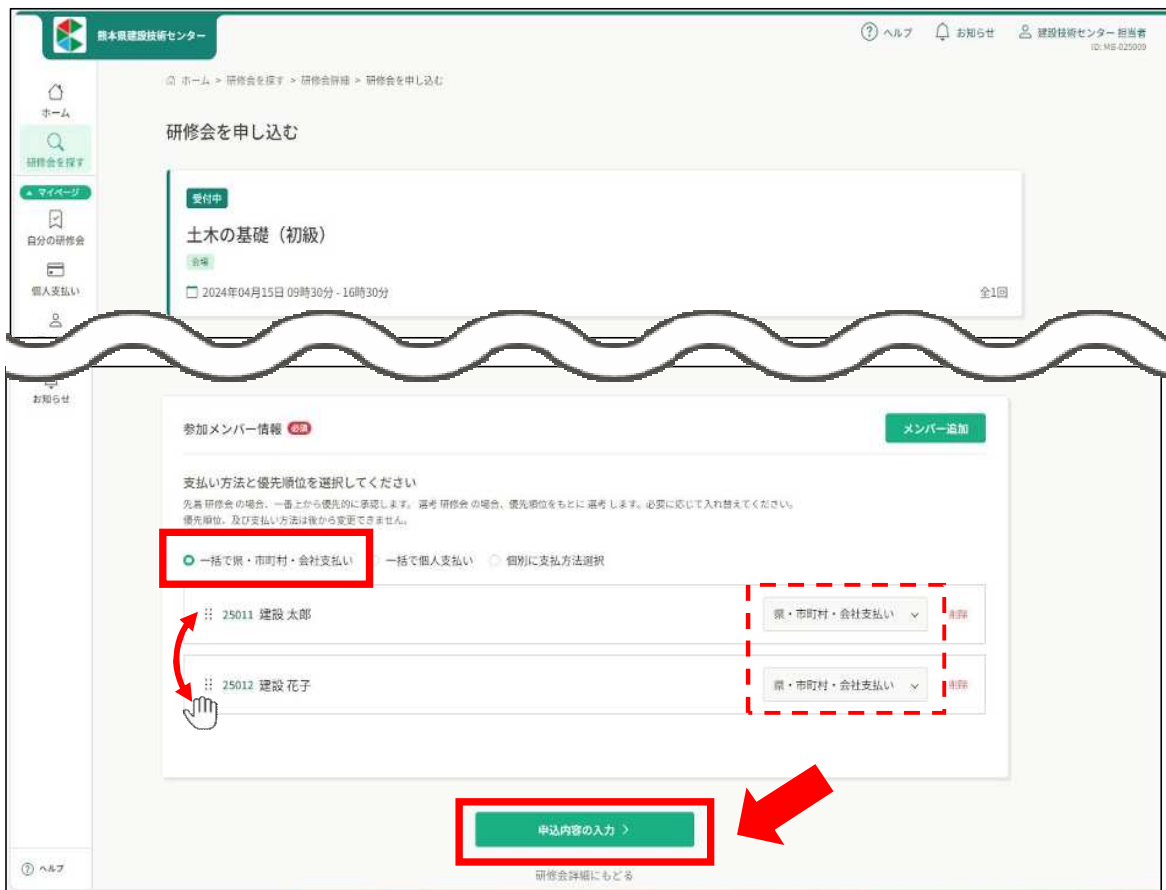 熊本県建設技術センター
ヘルプ
お知らせ
建設技術センター 担当者
ID: MB-025009
ホーム > 研修会を探す > 研修会詳細 > 研修会を申し込む
ホーム
研修会を探す
マイページ
自分の研修会
個人支払い
研修会を申し込む
受付中
土木の基礎（初級）
会場
2024年04月15日 09時30分 - 16時30分
全1回
お知らせ
参加メンバー情報 必須
メンバー追加
支払い方法と優先順位を選択してください
先着 研修会 の場合、一番上から優先的に承認します。 選考 研修会 の場合、優先順位をもとに 選考 します。必要に応じて入れ替えてください。
優先順位、及び支払い方法は後から変更できません。
一括で県・市町村・会社支払い
一括で個人支払い
個別に支払方法選択
25011 建設 太郎
県・市町村・会社支払い
削除
25012 建設 花子
県・市町村・会社支払い
削除
申込内容の入力 >
研修会詳細にもどる
ヘルプ